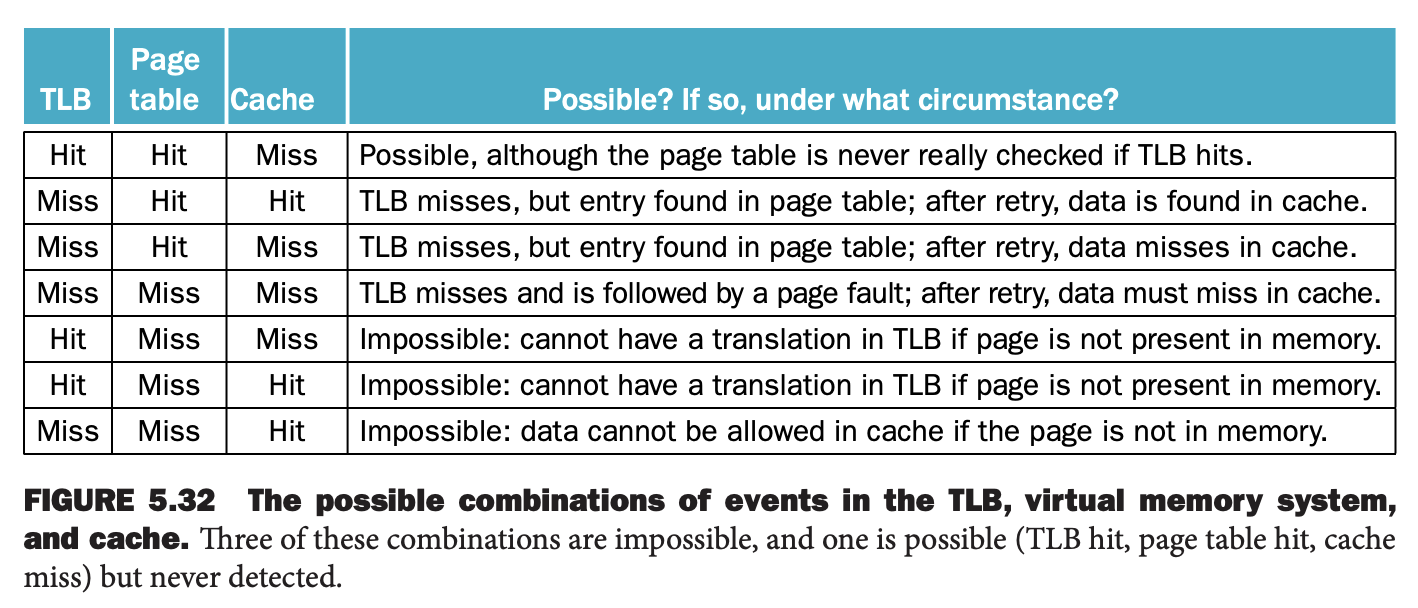 TLB Page table Cache Possible? If so, under what circumstance?
Hit Hit Miss Possible, although the page table is never really checked if TLB hits.
Miss Hit Hit TLB misses, but entry found in page table; after retry, data is found in cache.
Miss Hit Miss TLB misses, but entry found in page table; after retry, data misses in cache.
Miss Miss Miss TLB misses and is followed by a page fault; after retry, data must miss in cache.
Hit Miss Miss Impossible: cannot have a translation in TLB if page is not present in memory.
Hit Miss Hit Impossible: cannot have a translation in TLB if page is not present in memory.
Miss Miss Hit Impossible: data cannot be allowed in cache if the page is not in memory.
FIGURE 5.32 The possible combinations of events in the TLB, virtual memory system,
and cache. Three of these combinations are impossible, and one is possible (TLB hit, page table hit, cache
miss) but never detected.